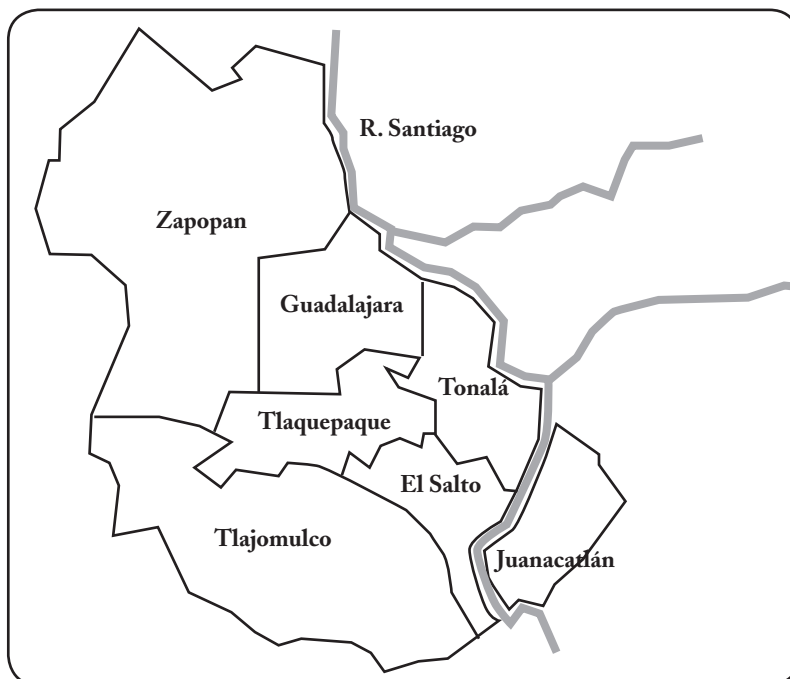 R. Santiago
Zapopan
Guadalajara
Tonalá
Tlaquepaque
El Salto
Tlajomulco
Juanacatlán